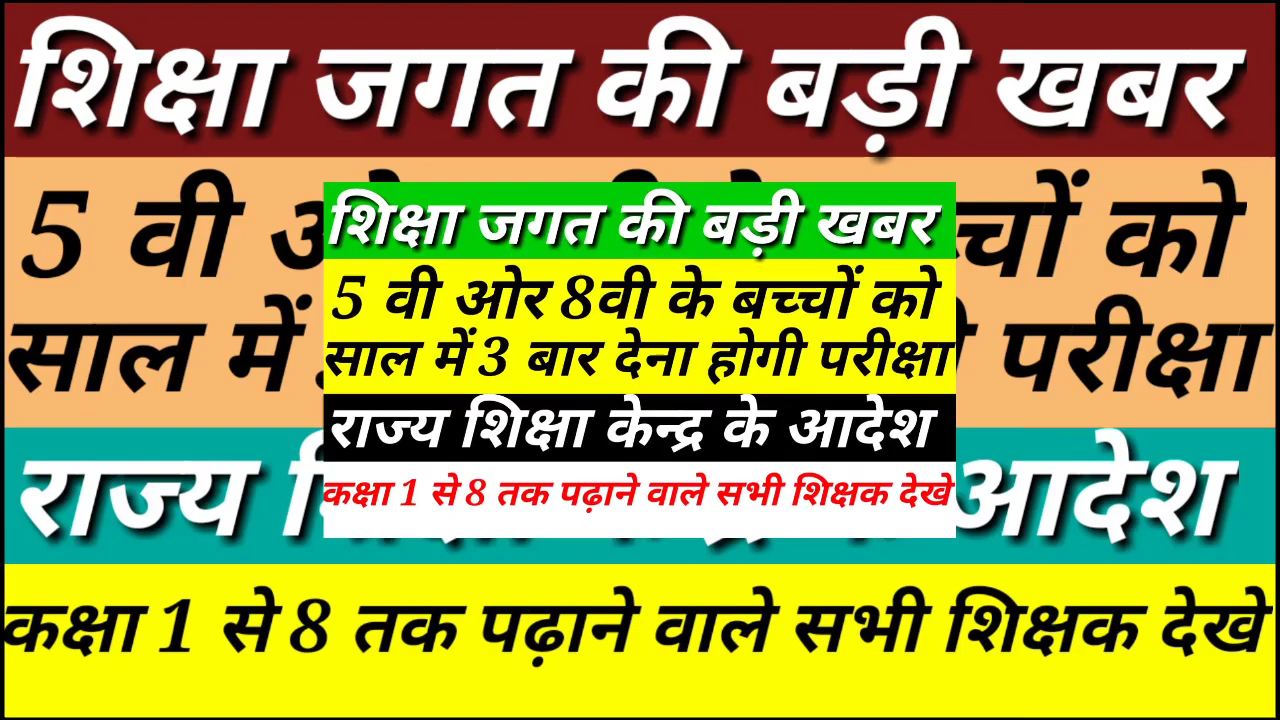 शिक्षा जगत की बड़ी खबर
5 वी चों को
साल में परीक्षा
राज्य आदेश
कक्षा 1 से 8 तक पढ़ाने वाले सभी शिक्षक देखे
शिक्षा जगत की बड़ी खबर
5 वी ओर 8वी के बच्चों को
साल में 3 बार देना होगी परीक्षा
राज्य शिक्षा केन्द्र के आदेश
कक्षा 1 से 8 तक पढ़ाने वाले सभी शिक्षक देखे